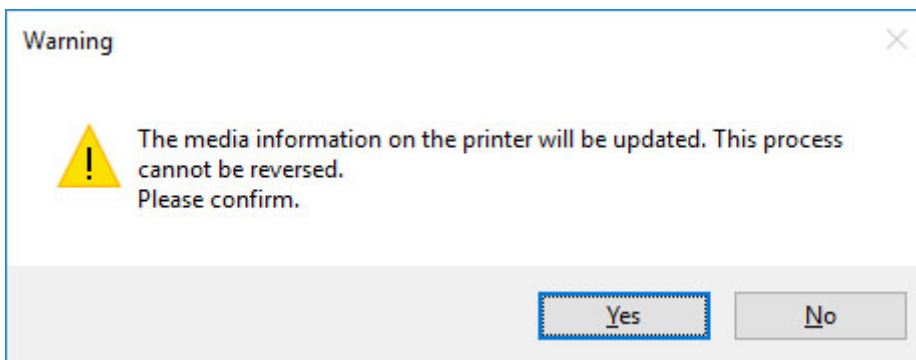 Warning
The media information on the printer will be updated. This process
cannot be reversed.
Please confirm.
Yes
No